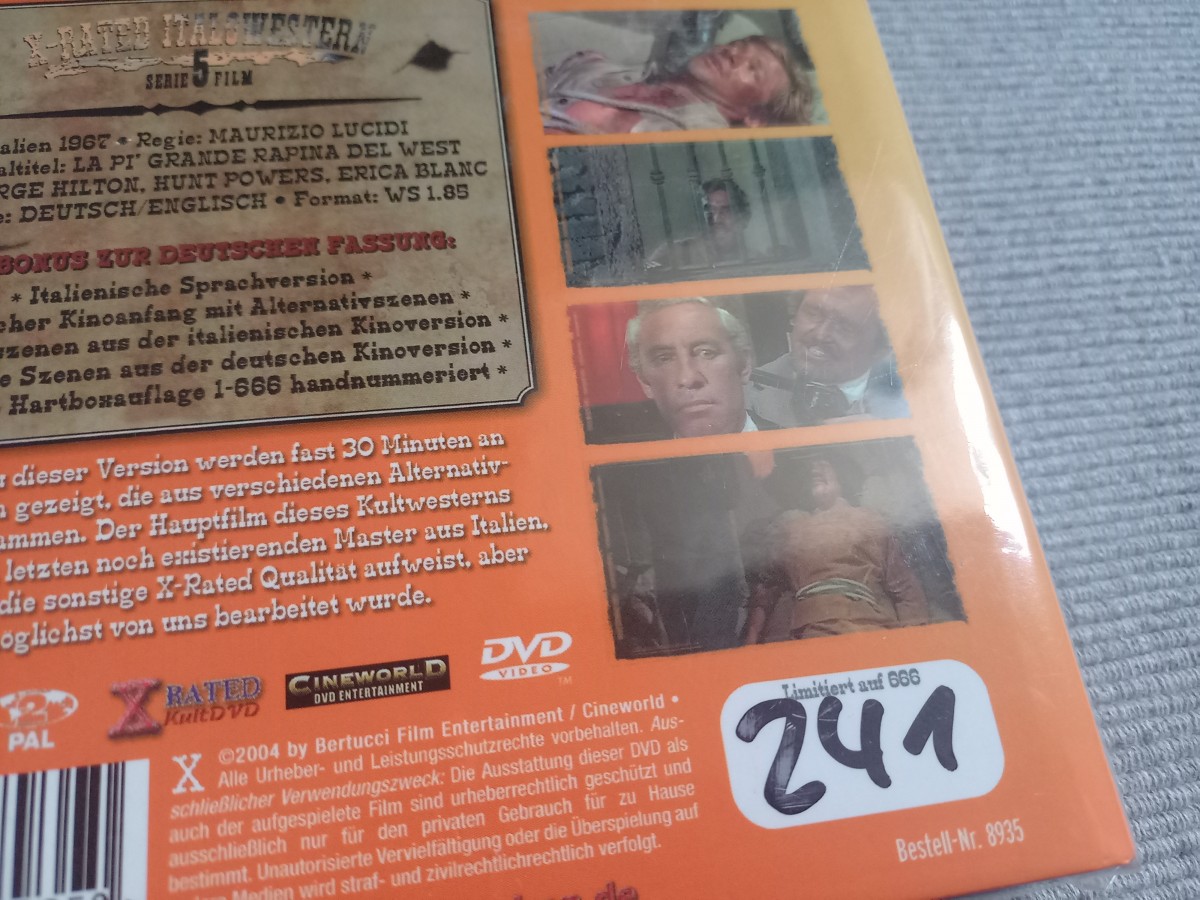 X-RATED ITALOWESTERN
SERIE 5 FILM
alien 1967 • Regie: MAURIZIO LUCIDI
altitel: LA PI' GRANDE RAPINA DEL WEST
RGE HILTON, HUNT POWERS, ERICA BLANC
e: DEUTSCH/ENGLISCH • Format: WS 1.85
BONUS ZUR DEUTSCHEN FASSUNG:
* Italienische Sprachversion *
cher Kinoanfang mit Alternativszenen *
szenen aus der italienischen Kinoversion *
e Szenen aus der deutschen Kinoversion *
Hartboxauflage 1-666 handnummeriert *
dieser Version werden fast 30 Minuten an
n gezeigt, die aus verschiedenen Alternativ-
ammen. Der Hauptfilm dieses Kultwesterns
letzten noch existierenden Master aus Italien,
die sonstige X-Rated Qualität aufweist, aber
öglichst von uns bearbeitet wurde.
2
PAL
X RATED
KultDVD
CINEWORLD
DVD ENTERTAINMENT
DVD
VIDEO
TM
Limitiert auf 666
241
X ©2004 by Bertucci Film Entertainment / Cineworld •
Alle Urheber- und Leistungsschutzrechte vorbehalten. Aus-
schließlicher Verwendungszweck: Die Ausstattung dieser DVD als
auch der aufgespielte Film sind urheberrechtlich geschützt und
ausschließlich nur für den privaten Gebrauch für zu Hause
bestimmt. Unautorisierte Vervielfältigung oder die Überspielung auf
Medien wird straf- und zivilrechtlichrechtlich verfolgt.
Bestell-Nr. 8935